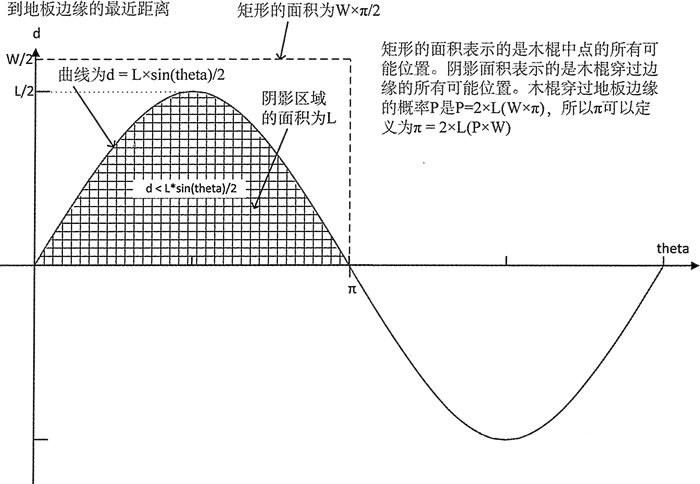 到地板边缘的最近距离
矩形的面积为W×π/2
d
W/2
曲线为d = L×sin(theta)/2
L/2
阴影区域
的面积为L
矩形的面积表示的是木棍中点的所有可
能位置。阴影面积表示的是木棍穿过边
缘的所有可能位置。木棍穿过地板边缘
的概率P是P=2×L(W×π)，所以π可以定
义为π = 2×L(P×W)
d < L*sin(theta)/2
theta
π